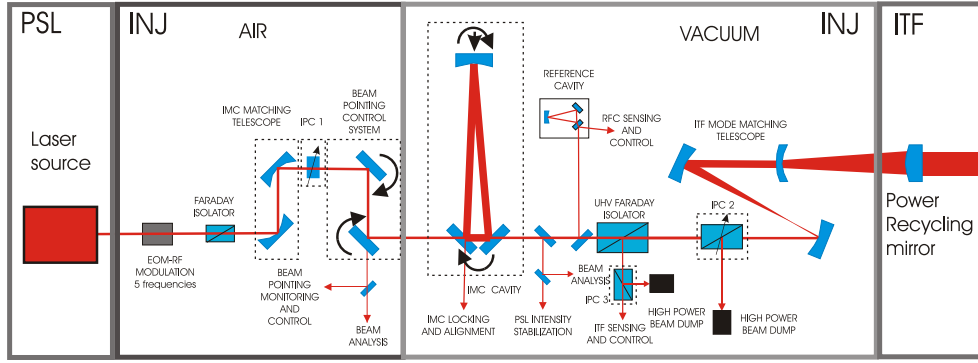 PSL
INJ
AIR
VACUUM
INJ
ITF
Laser
source
EOM-RF
MODULATION
5 frequencies
FARADAY
ISOLATOR
IMC MATCHING
TELESCOPE
IPC 1
BEAM
POINTING
CONTROL
SYSTEM
BEAM
POINTING
MONITORING
AND
CONTROL
BEAM
ANALYSIS
IMC CAVITY
IMC LOCKING
AND ALIGNMENT
REFERENCE
CAVITY
RFC SENSING
AND
CONTROL
PSL INTENSITY
STABILIZATION
BEAM
ANALYSIS
UHV FARADAY
ISOLATOR
IPC 3
ITF SENSING
AND CONTROL
HIGH POWER
BEAM DUMP
IPC 2
HIGH POWER
BEAM DUMP
ITF MODE MATCHING
TELESCOPE
Power
Recycling
mirror